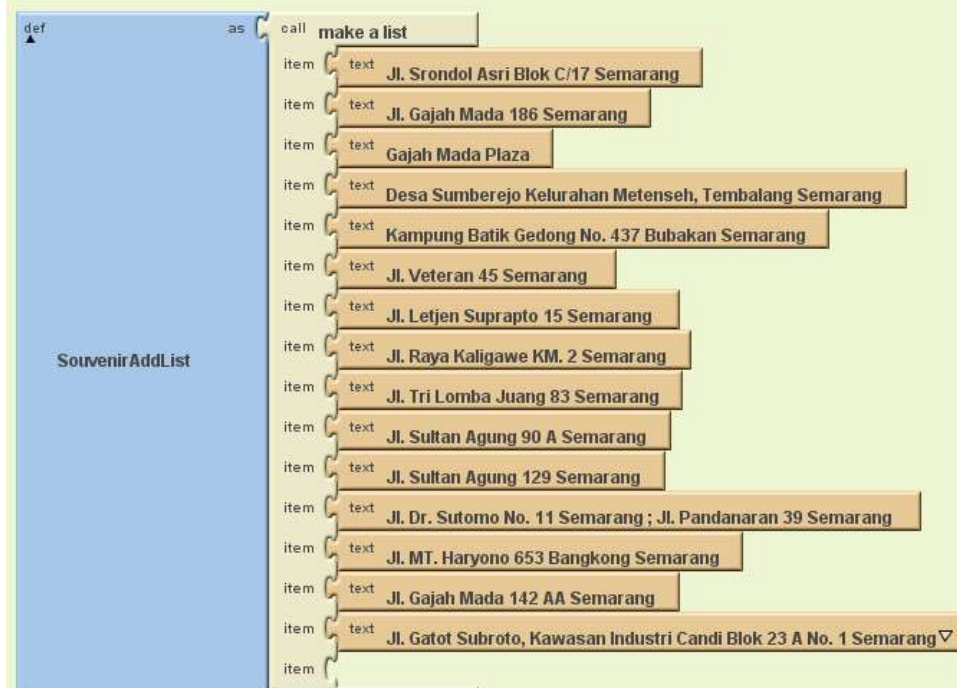 def as call make a list
item text Jl. Srondol Asri Blok C/17 Semarang
item text Jl. Gajah Mada 186 Semarang
item text Gajah Mada Plaza
item text Desa Sumberejo Kelurahan Metenseh, Tembalang Semarang
item text Kampung Batik Gedong No. 437 Bubakan Semarang
item text Jl. Veteran 45 Semarang
item text Jl. Letjen Suprapto 15 Semarang
SouvenirAddList
item text Jl. Raya Kaligawe KM. 2 Semarang
item text Jl. Tri Lomba Juang 83 Semarang
item text Jl. Sultan Agung 90 A Semarang
item text Jl. Sultan Agung 129 Semarang
item text Jl. Dr. Sutomo No. 11 Semarang ; Jl. Pandanaran 39 Semarang
item text Jl. MT. Haryono 653 Bangkong Semarang
item text Jl. Gajah Mada 142 AA Semarang
item text Jl. Gatot Subroto, Kawasan Industri Candi Blok 23 A No. 1 Semarang
item